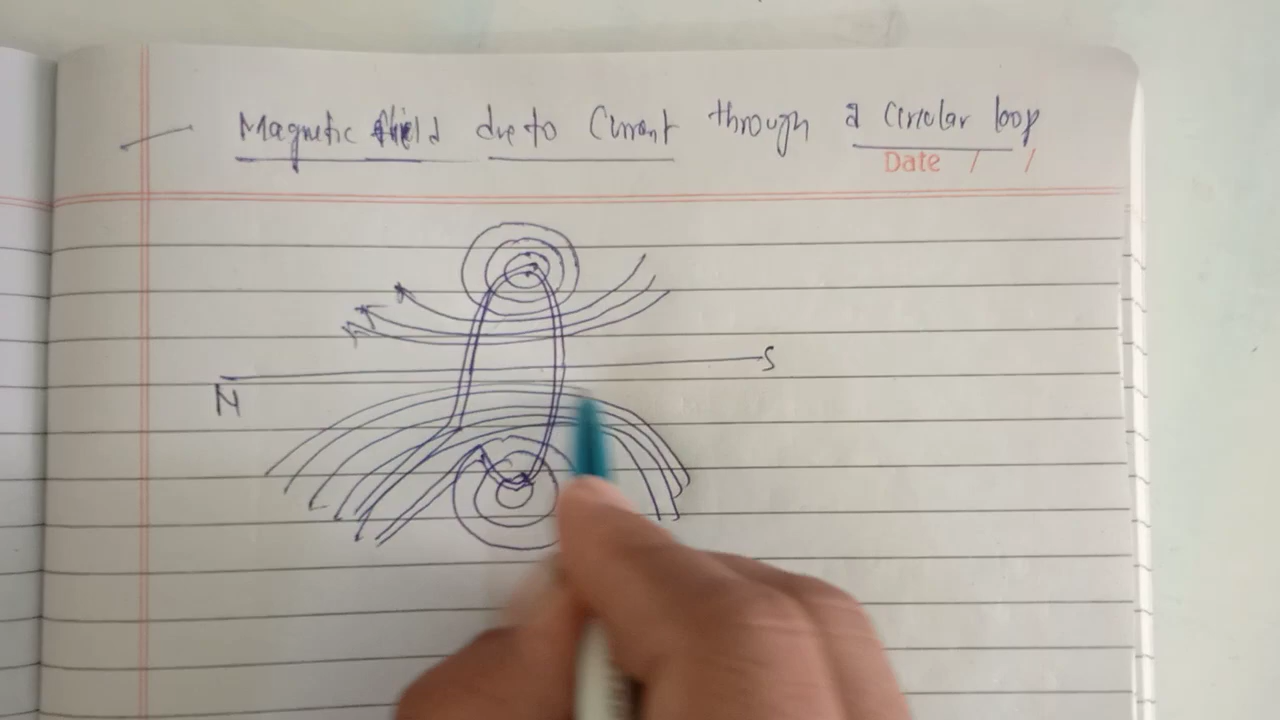 Magnetic field due to Current through a Circular loop
Date / /
S
N